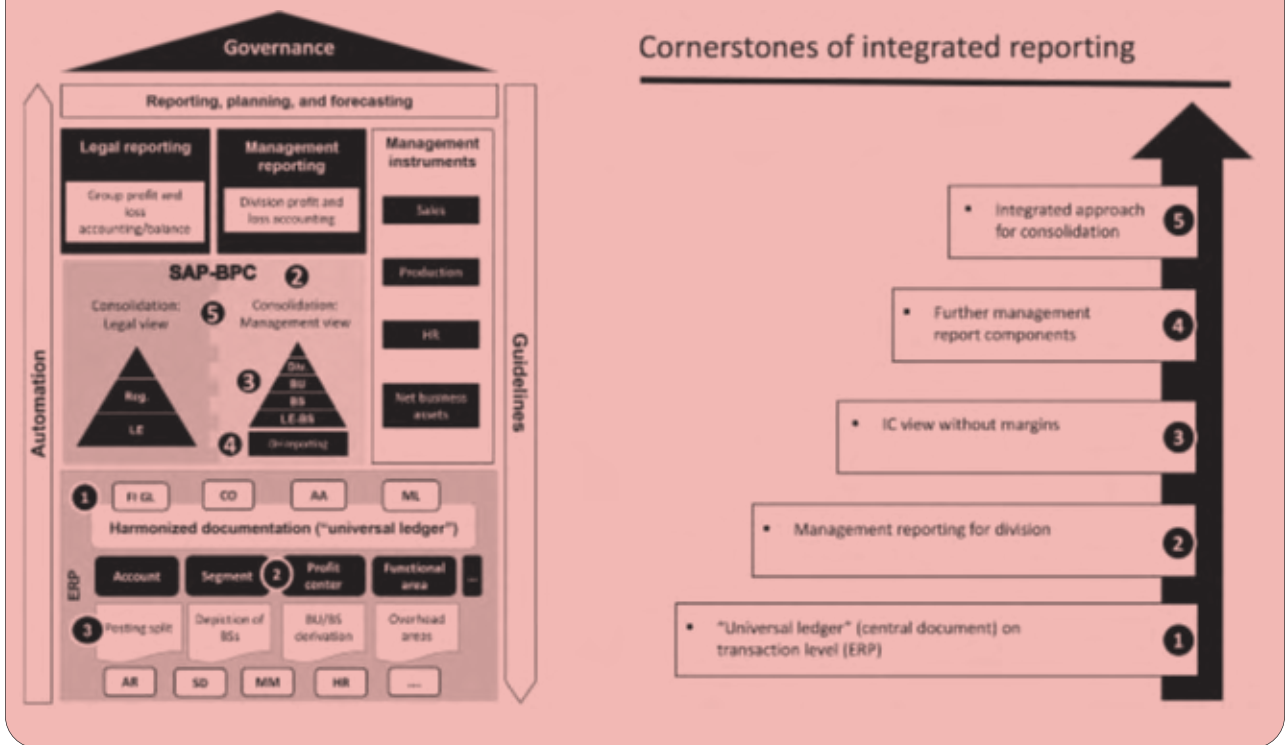 Governance
Reporting, planning, and forecasting
Legal reporting
Group profit and
loss
accounting/balance
Management
reporting
Division profit and
loss accounting
Management
instruments
Sales
Production
HR
Net business
assets
SAP-BPC
2
Consolidation:
Legal view
5
Consolidation:
Management view
Reg.
LE
3
Div.
BU
BS
LE-BS
4
Automation
Guidelines
1
FI GL
CO
AA
ML
Harmonized documentation (“universal ledger”)
ERP
Account
Segment
2
Profit
center
Functional
area
...
3
Posting split
Depiction of
BSs
BU/BS
derivation
Overhead
areas
AR
SD
MM
HR
....
Cornerstones of integrated reporting
▪ Integrated approach
for consolidation
5
▪ Further management
report components
4
▪ IC view without margins
3
▪ Management reporting for division
2
▪ “Universal ledger” (central document) on
transaction level (ERP)
1